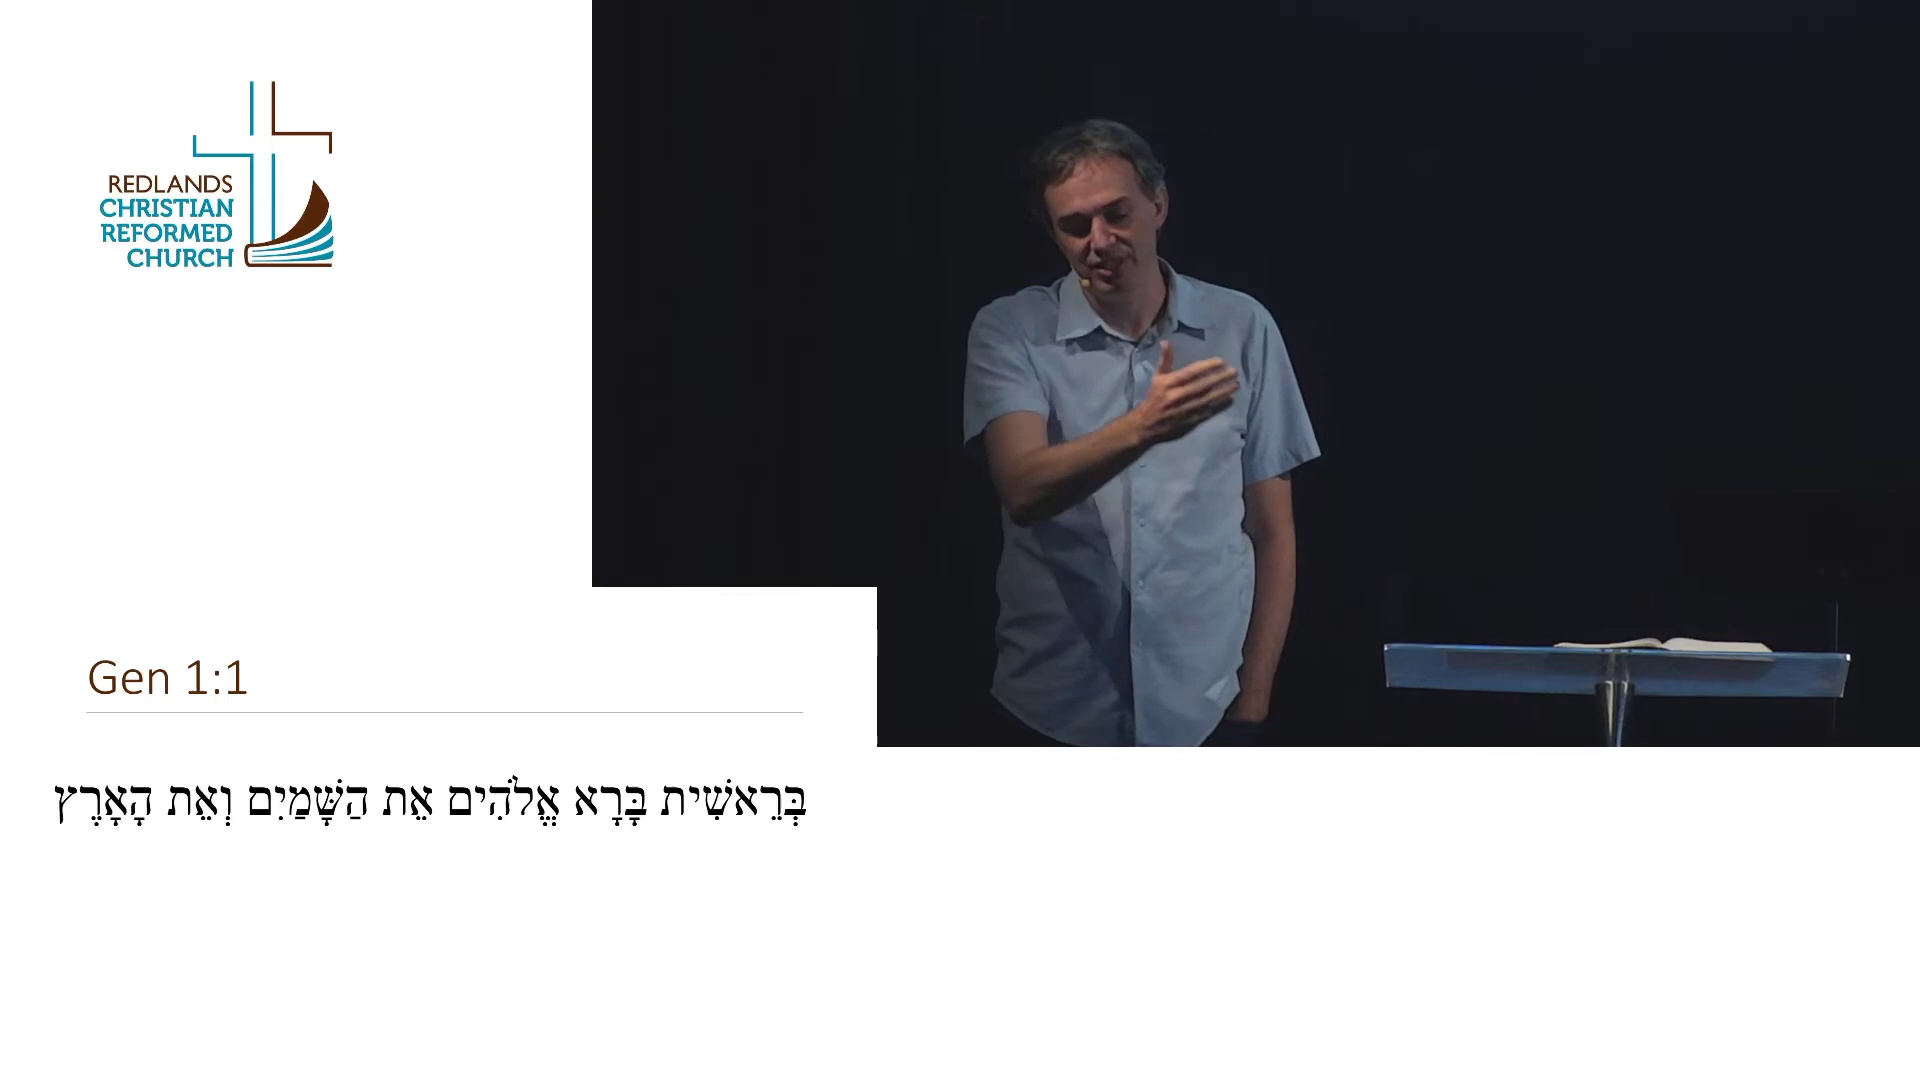 REDLANDS
CHRISTIAN
REFORMED
CHURCH
Gen 1:1
בְּרֵאשִׁית בָּרָא אֱלֹהִים אֵת הַשָּׁמַיִם וְאֵת הָאָרֶץ